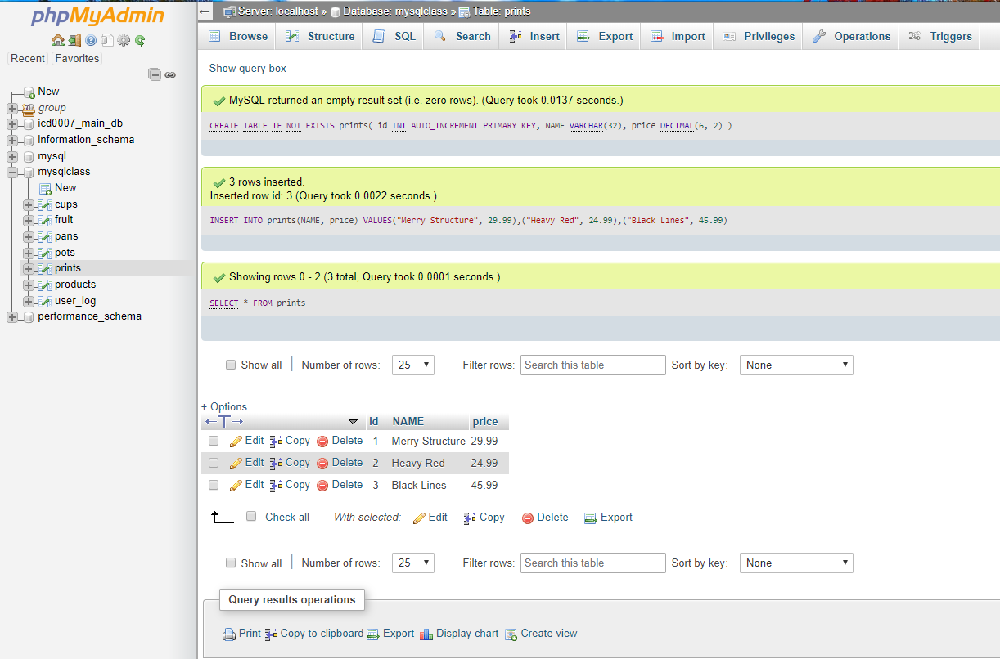 phpMyAdmin
Recent Favorites
New
group
icd0007_main_db
information_schema
mysql
mysqlclass
New
cups
fruit
pans
pots
prints
products
user_log
performance_schema
Server: localhost » Database: mysqlclass » Table: prints
Browse Structure SQL Search Insert Export Import Privileges Operations Triggers
Show query box
MySQL returned an empty result set (i.e. zero rows). (Query took 0.0137 seconds.)
CREATE TABLE IF NOT EXISTS prints( id INT AUTO_INCREMENT PRIMARY KEY, NAME VARCHAR(32), price DECIMAL(6, 2) )
3 rows inserted.
Inserted row id: 3 (Query took 0.0022 seconds.)
INSERT INTO prints(NAME, price) VALUES("Merry Structure", 29.99),("Heavy Red", 24.99),("Black Lines", 45.99)
Showing rows 0 - 2 (3 total, Query took 0.0001 seconds.)
SELECT * FROM prints
Show all Number of rows: 25 Filter rows: Search this table Sort by key: None
+ Options
id NAME price
Edit Copy Delete 1 Merry Structure 29.99
Edit Copy Delete 2 Heavy Red 24.99
Edit Copy Delete 3 Black Lines 45.99
Check all With selected: Edit Copy Delete Export
Show all Number of rows: 25 Filter rows: Search this table Sort by key: None
Query results operations
Print Copy to clipboard Export Display chart Create view